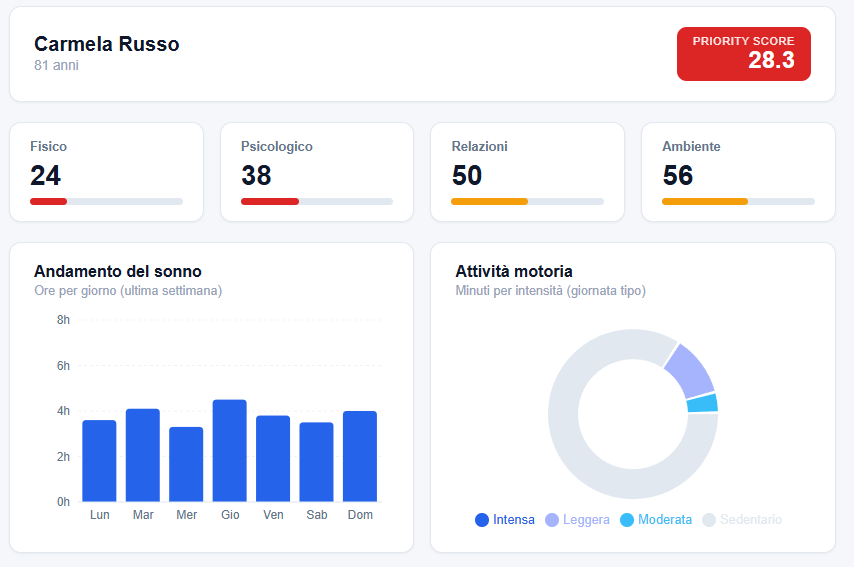 Carmela Russo
81 anni
PRIORITY SCORE
28.3
Fisico
24
Psicologico
38
Relazioni
50
Ambiente
56
Andamento del sonno
Ore per giorno (ultima settimana)
8h
6h
4h
2h
0h
Lun Mar Mer Gio Ven Sab Dom
Attività motoria
Minuti per intensità (giornata tipo)
Intensa Leggera Moderata Sedentario